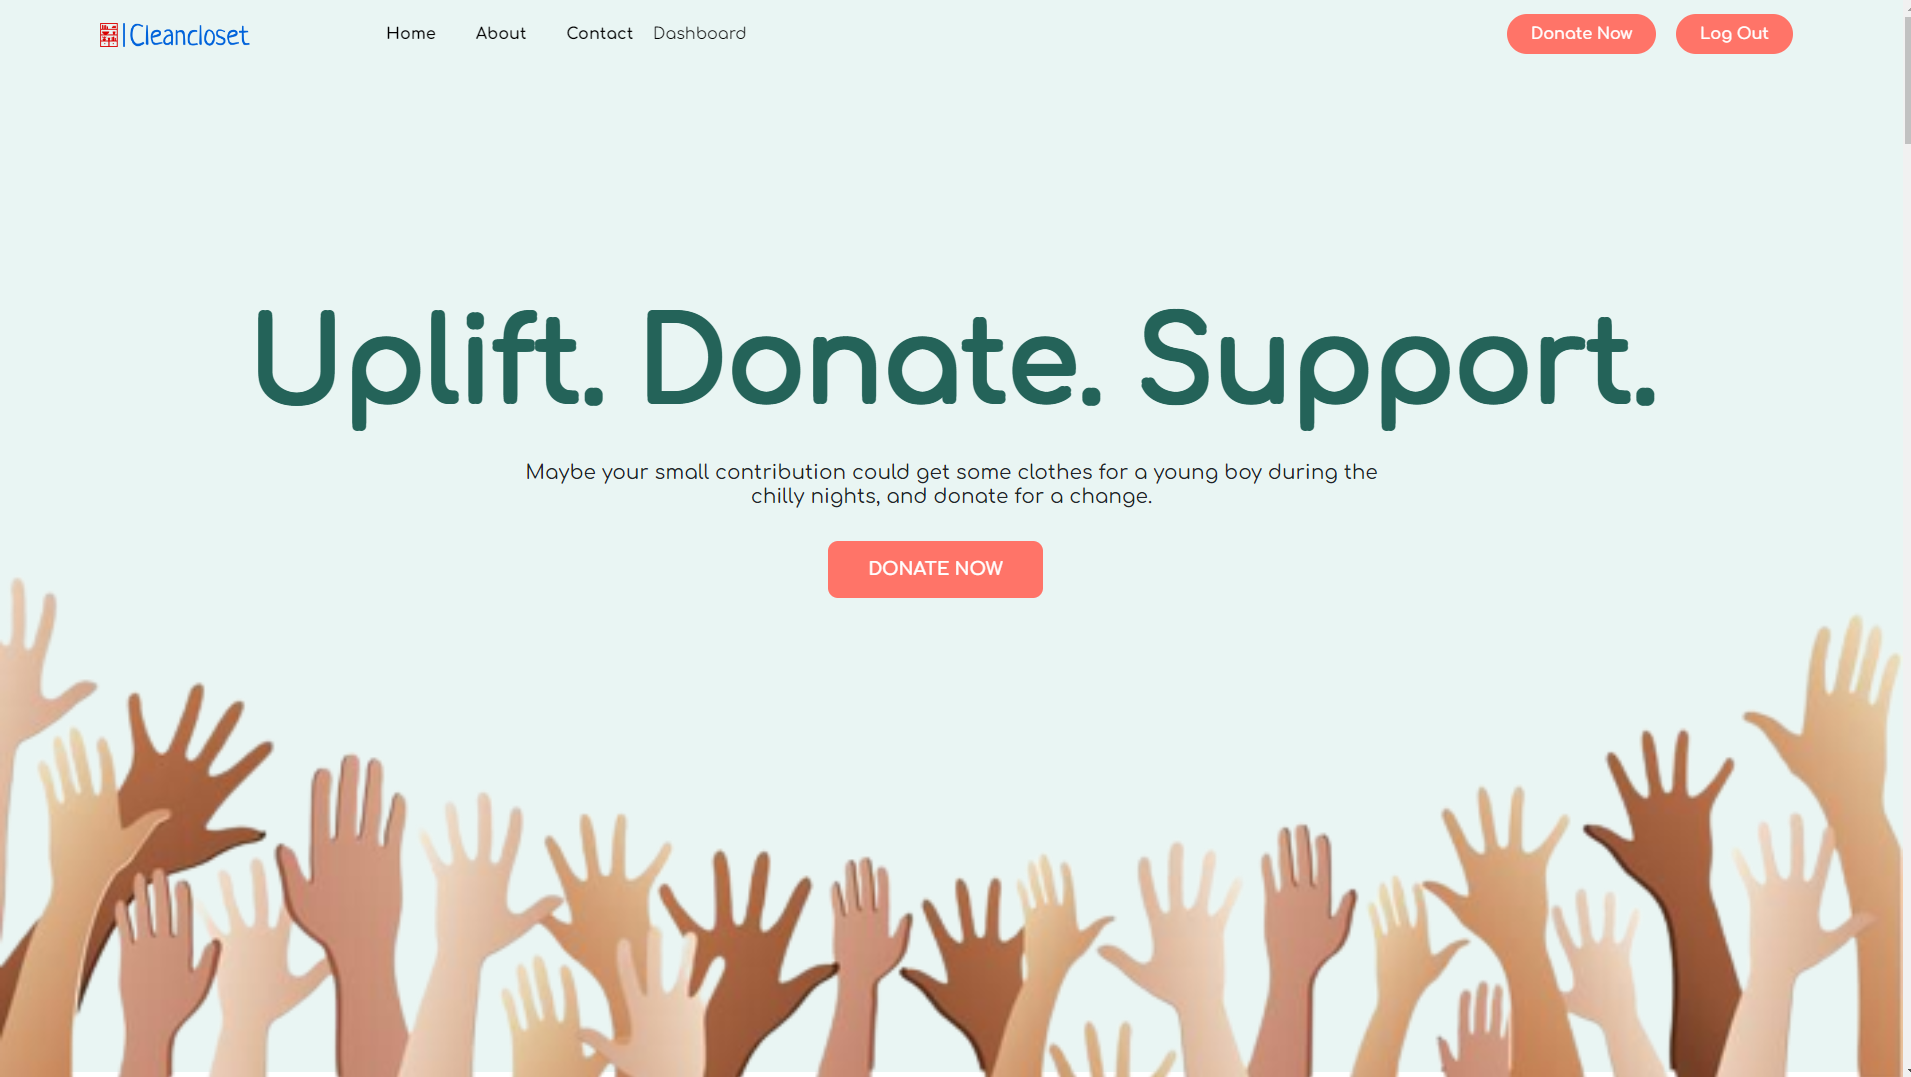 Cleancloset
Home About Contact Dashboard
Donate Now Log Out
Uplift. Donate. Support.
Maybe your small contribution could get some clothes for a young boy during the
chilly nights, and donate for a change.
DONATE NOW